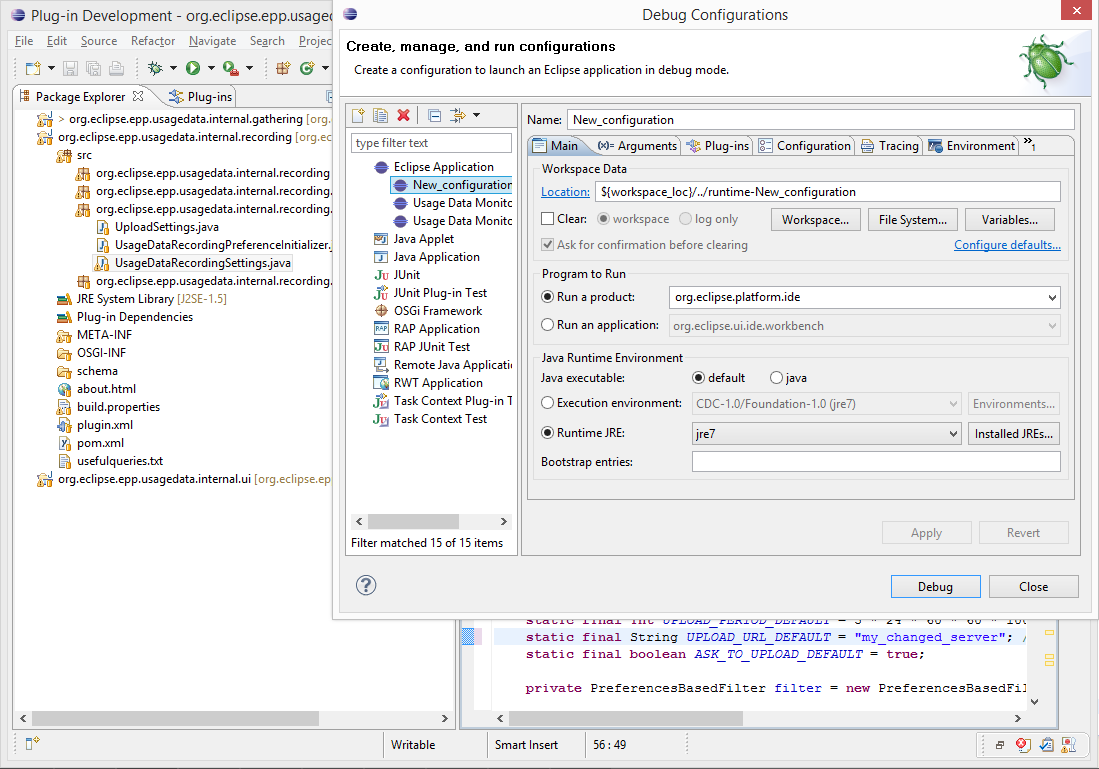 Plug-in Development - org.eclipse.epp.usageda
File Edit Source Refactor Navigate Search Projec
Package Explorer
Plug-ins
> org.eclipse.epp.usagedata.internal.gathering [org.
org.eclipse.epp.usagedata.internal.recording [org.ec
src
org.eclipse.epp.usagedata.internal.recording
org.eclipse.epp.usagedata.internal.recording.
org.eclipse.epp.usagedata.internal.recording.
UploadSettings.java
UsageDataRecordingPreferenceInitializer.
UsageDataRecordingSettings.java
org.eclipse.epp.usagedata.internal.recording.
JRE System Library [J2SE-1.5]
Plug-in Dependencies
META-INF
OSGI-INF
schema
about.html
build.properties
plugin.xml
pom.xml
usefulqueries.txt
org.eclipse.epp.usagedata.internal.ui [org.eclipse.ep
Debug Configurations
Create, manage, and run configurations
Create a configuration to launch an Eclipse application in debug mode.
type filter text
Eclipse Application
New_configuration
Usage Data Monito
Usage Data Monito
Java Applet
Java Application
JUnit
JUnit Plug-in Test
OSGi Framework
RAP Application
RAP JUnit Test
Remote Java Applicati
RWT Application
Task Context Plug-in T
Task Context Test
Filter matched 15 of 15 items
Name: New_configuration
Main (x)= Arguments Plug-ins Configuration Tracing Environment »1
Workspace Data
Location: ${workspace_loc}/../runtime-New_configuration
Clear: workspace log only Workspace... File System... Variables...
Ask for confirmation before clearing Configure defaults...
Program to Run
Run a product: org.eclipse.platform.ide
Run an application: org.eclipse.ui.ide.workbench
Java Runtime Environment
Java executable: default java
Execution environment: CDC-1.0/Foundation-1.0 (jre7) Environments...
Runtime JRE: jre7 Installed JREs...
Bootstrap entries:
Apply Revert
Debug Close
static final int UPLOAD_PERIOD_DEFAULT = 5 * 24 * 60 * 60 * 100
static final String UPLOAD_URL_DEFAULT = "my_changed_server"; /
static final boolean ASK_TO_UPLOAD_DEFAULT = true;
private PreferencesBasedFilter filter = new PreferencesBasedFil
Writable Smart Insert 56 : 49